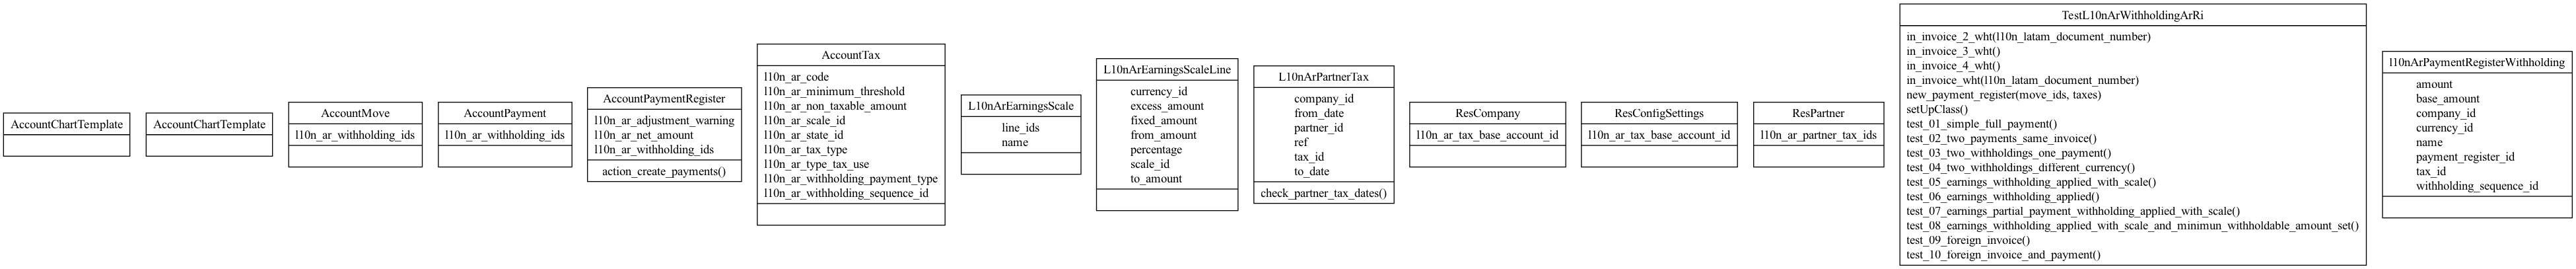 AccountChartTemplate
AccountChartTemplate
AccountMove
l10n_ar_withholding_ids
AccountPayment
l10n_ar_withholding_ids
AccountPaymentRegister
l10n_ar_adjustment_warning
l10n_ar_net_amount
l10n_ar_withholding_ids
action_create_payments()
AccountTax
l10n_ar_code
l10n_ar_minimum_threshold
l10n_ar_non_taxable_amount
l10n_ar_scale_id
l10n_ar_state_id
l10n_ar_tax_type
l10n_ar_type_tax_use
l10n_ar_withholding_payment_type
l10n_ar_withholding_sequence_id
L10nArEarningsScale
line_ids
name
L10nArEarningsScaleLine
currency_id
excess_amount
fixed_amount
from_amount
percentage
scale_id
to_amount
L10nArPartnerTax
company_id
from_date
partner_id
ref
tax_id
to_date
check_partner_tax_dates()
ResCompany
l10n_ar_tax_base_account_id
ResConfigSettings
l10n_ar_tax_base_account_id
ResPartner
l10n_ar_partner_tax_ids
TestL10nArWithholdingArRi
in_invoice_2_wht(l10n_latam_document_number)
in_invoice_3_wht()
in_invoice_4_wht()
in_invoice_wht(l10n_latam_document_number)
new_payment_register(move_ids, taxes)
setUpClass()
test_01_simple_full_payment()
test_02_two_payments_same_invoice()
test_03_two_withholdings_one_payment()
test_04_two_withholdings_different_currency()
test_05_earnings_withholding_applied_with_scale()
test_06_earnings_withholding_applied()
test_07_earnings_partial_payment_withholding_applied_with_scale()
test_08_earnings_withholding_applied_with_scale_and_minimun_withholdable_amount_set()
test_09_foreign_invoice()
test_10_foreign_invoice_and_payment()
l10nArPaymentRegisterWithholding
amount
base_amount
company_id
currency_id
name
payment_register_id
tax_id
withholding_sequence_id